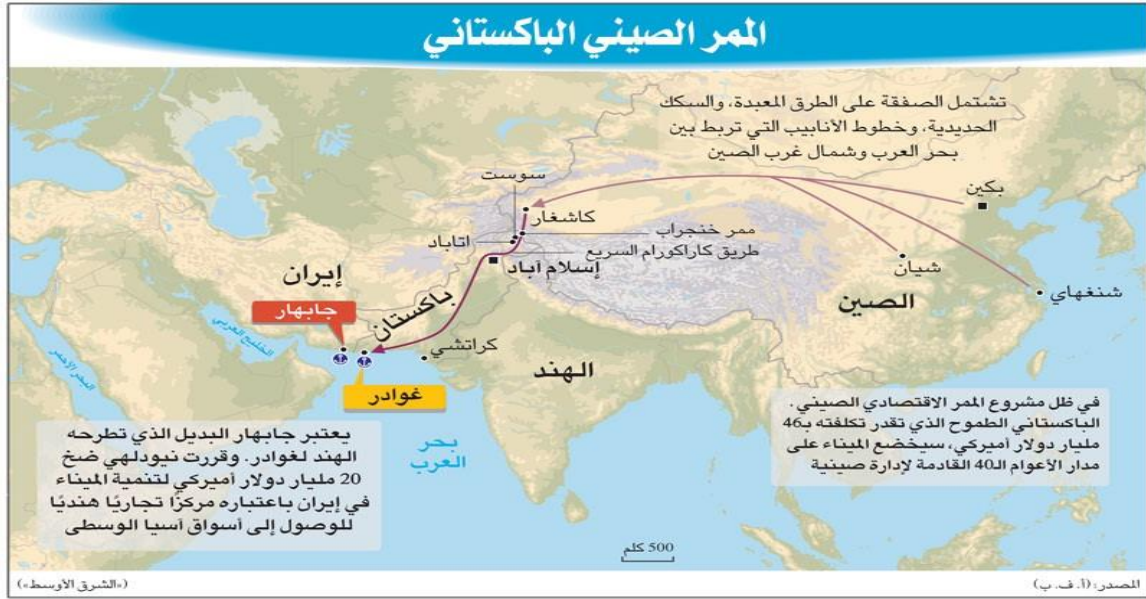 الممر الصيني الباكستاني
تشتمل الصفقة على الطرق المعبدة، والسكك
الحديدية، وخطوط الأنابيب التي تربط بين
بحر العرب وشمال غرب الصين
سوست
بكين
كاشغار
ممر خنجراب
اتاباد
طريق كاراكورام السريع
إسلام آباد
شيان
إيران
الصين
شنغهاي
باكستان
جابهار
الخليج العربي
كراتشي
البحر الأحمر
الهند
غوادر
في ظل مشروع الممر الاقتصادي الصيني .
الباكستاني الطموح الذي تقدر تكلفته بـ46
مليار دولار أميركي، سيخضع الميناء على
مدار الأعوام الـ40 القادمة لإدارة صينية
بحر
العرب
يعتبر جابهار البديل الذي تطرحه
الهند لغوادر. وقررت نيودلهي ضخ
20 مليار دولار أميركي لتنمية الميناء
في إيران باعتباره مركزًا تجاريًا هنديًا
للوصول إلى أسواق آسيا الوسطى
500 كلم
المصدر: (أ. ف. ب)
(«الشرق الأوسط»)